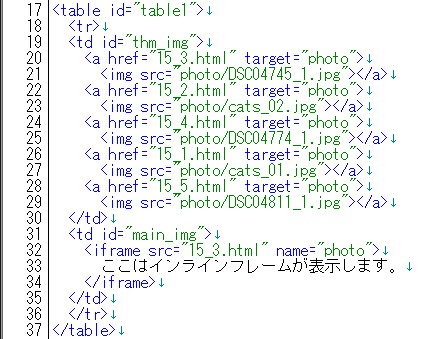 17 <table id="table1">↓
18   <tr>↓
19   <td id="thm_img">↓
20     <a href="15_3.html" target="photo">↓
21       <img src="photo/DSC04745_1.jpg"></a>↓
22     <a href="15_2.html" target="photo">↓
23       <img src="photo/cats_02.jpg"></a>↓
24     <a href="15_4.html" target="photo">↓
25       <img src="photo/DSC04774_1.jpg"></a>↓
26     <a href="15_1.html" target="photo">↓
27       <img src="photo/cats_01.jpg"></a>↓
28     <a href="15_5.html" target="photo">↓
29       <img src="photo/DSC04811_1.jpg"></a>↓
30   </td>↓
31   <td id="main_img">↓
32     <iframe src="15_3.html" name="photo">↓
33       ここはインラインフレームが表示します。↓
34     </iframe>↓
35   </td>↓
36   </tr>↓
37 </table>↓